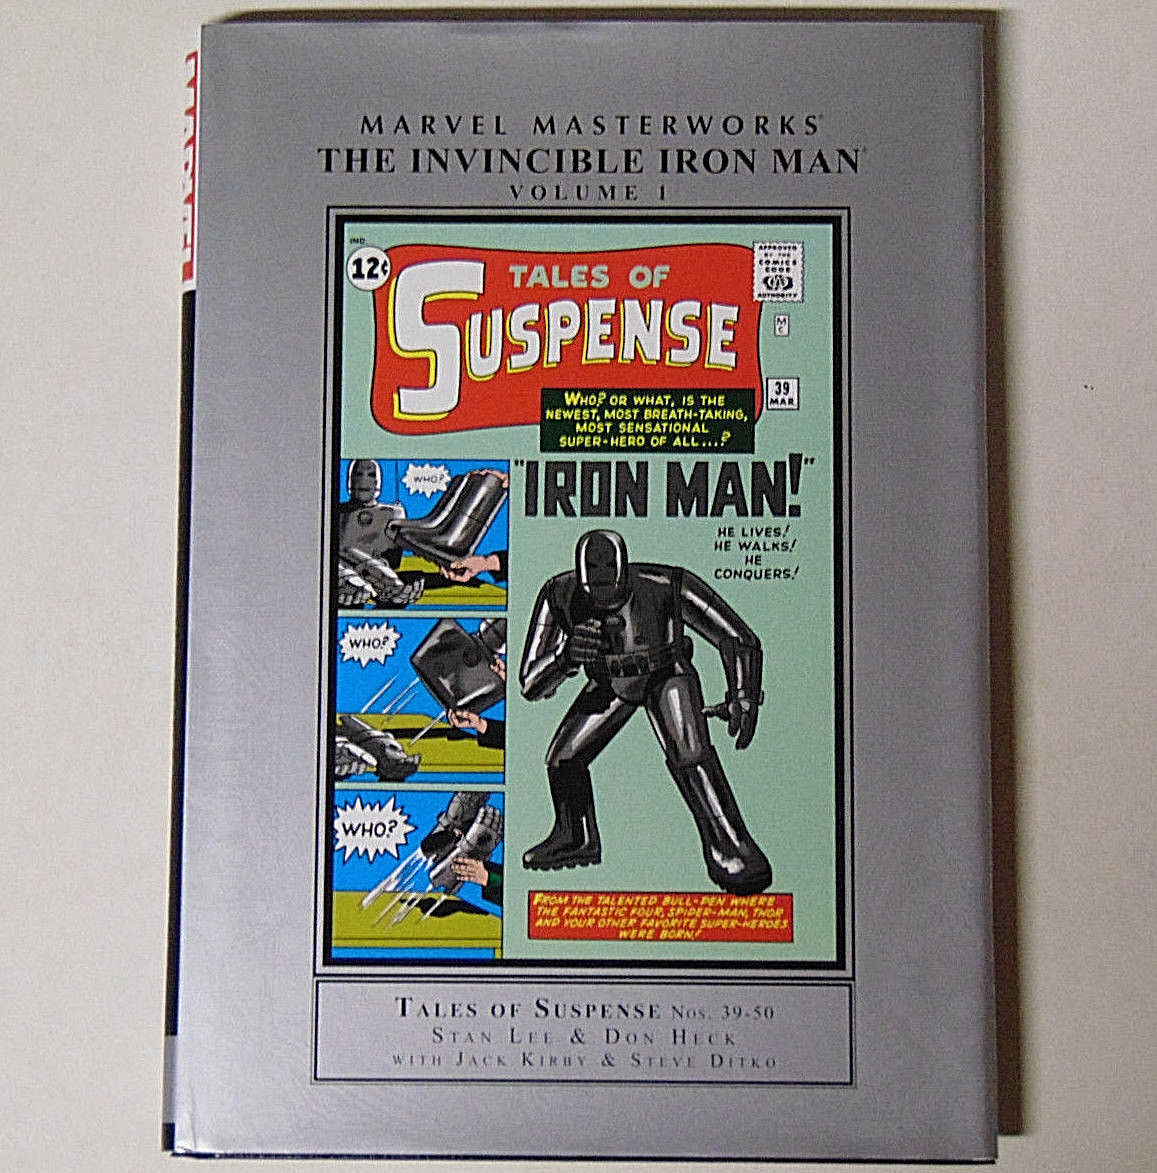 MARVEL MASTERWORKS
THE INVINCIBLE IRON MAN
VOLUME 1
IND.
12¢
TALES OF
SUSPENSE
APPROVED
BY THE
COMICS
CODE
AUTHORITY
M
C
39
MAR.
WHO? OR WHAT, IS THE
NEWEST, MOST BREATH-TAKING,
MOST SENSATIONAL
SUPER-HERO OF ALL...?
"IRON MAN!"
HE LIVES!
HE WALKS!
HE
CONQUERS!
WHO?
WHO?
WHO?
FROM THE TALENTED BULL-PEN WHERE
THE FANTASTIC FOUR, SPIDER-MAN, THOR
AND YOUR OTHER FAVORITE SUPER-HEROES
WERE BORN!
TALES OF SUSPENSE NOS. 39-50
STAN LEE & DON HECK
WITH JACK KIRBY & STEVE DITKO